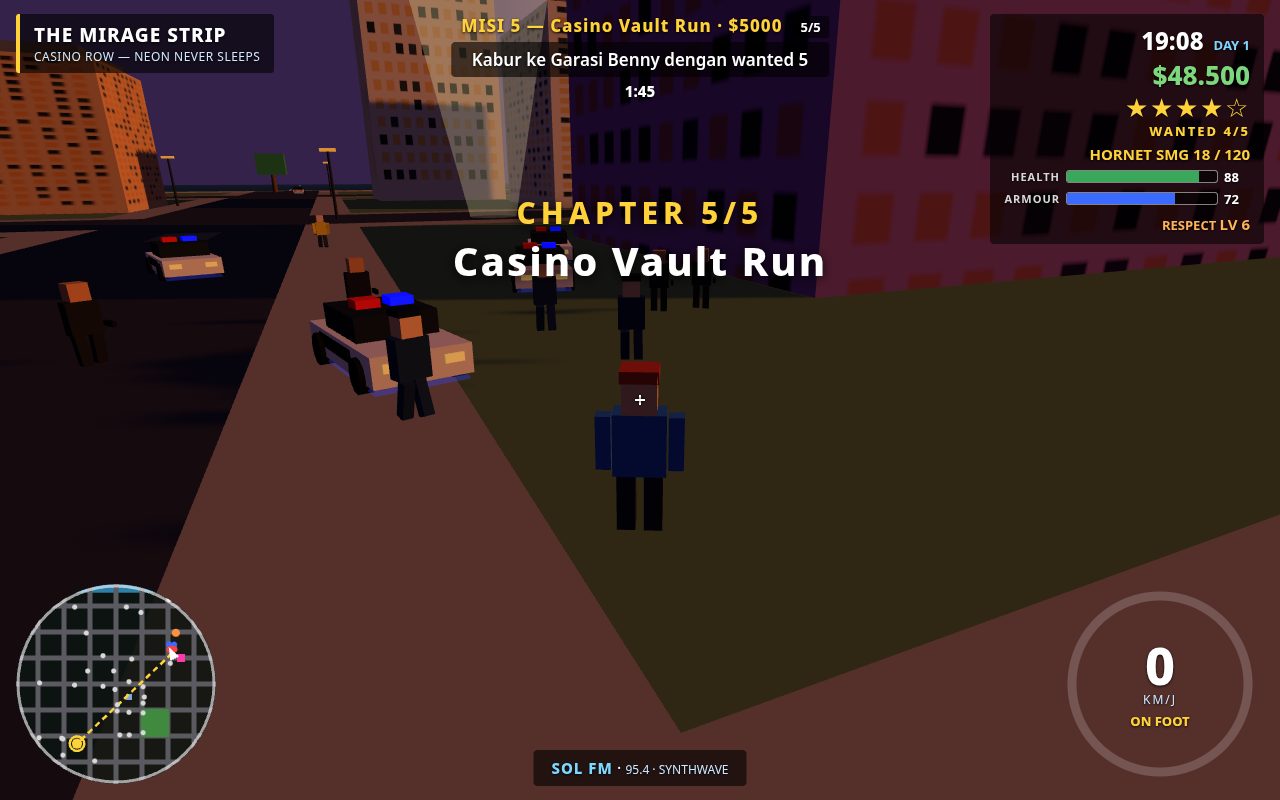 THE MIRAGE STRIP
CASINO ROW — NEON NEVER SLEEPS
MISI 5 — Casino Vault Run · $5000 5/5
Kabur ke Garasi Benny dengan wanted 5
1:45
19:08 DAY 1
$48.500
★★★★☆
WANTED 4/5
HORNET SMG 18 / 120
HEALTH 88
ARMOUR 72
RESPECT LV 6
CHAPTER 5/5
Casino Vault Run
0
KM/J
ON FOOT
SOL FM · 95.4 · SYNTHWAVE